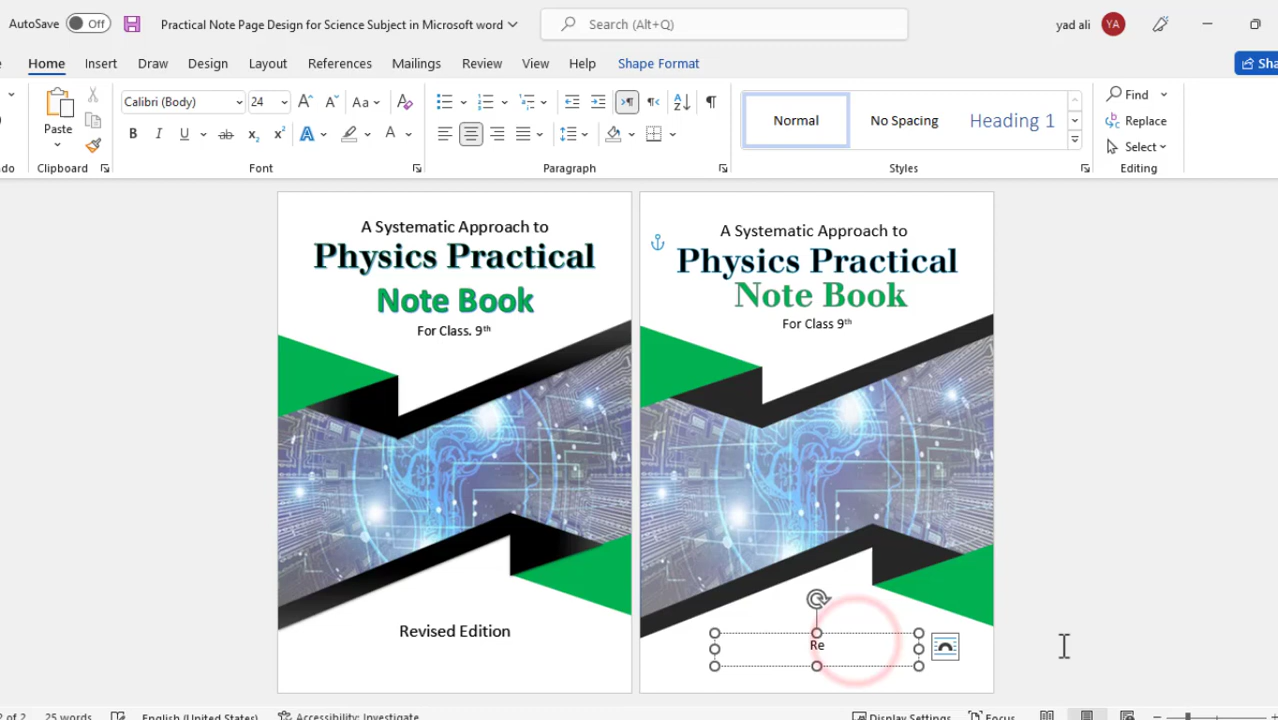 AutoSave Off Practical Note Page Design for Science Subject in Microsoft word Search (Alt+Q) yad ali YA
Home Insert Draw Design Layout References Mailings Review View Help Shape Format
Paste Calibri (Body) 24 Aa Normal No Spacing Heading 1 Find Replace Select
Clipboard Font Paragraph Styles Editing
A Systematic Approach to
Physics Practical
Note Book
For Class. 9th
Revised Edition
A Systematic Approach to
Physics Practical
Note Book
For Class 9th
Re
25 words English (United States) Accessibility: Investigate Display Settings Focus